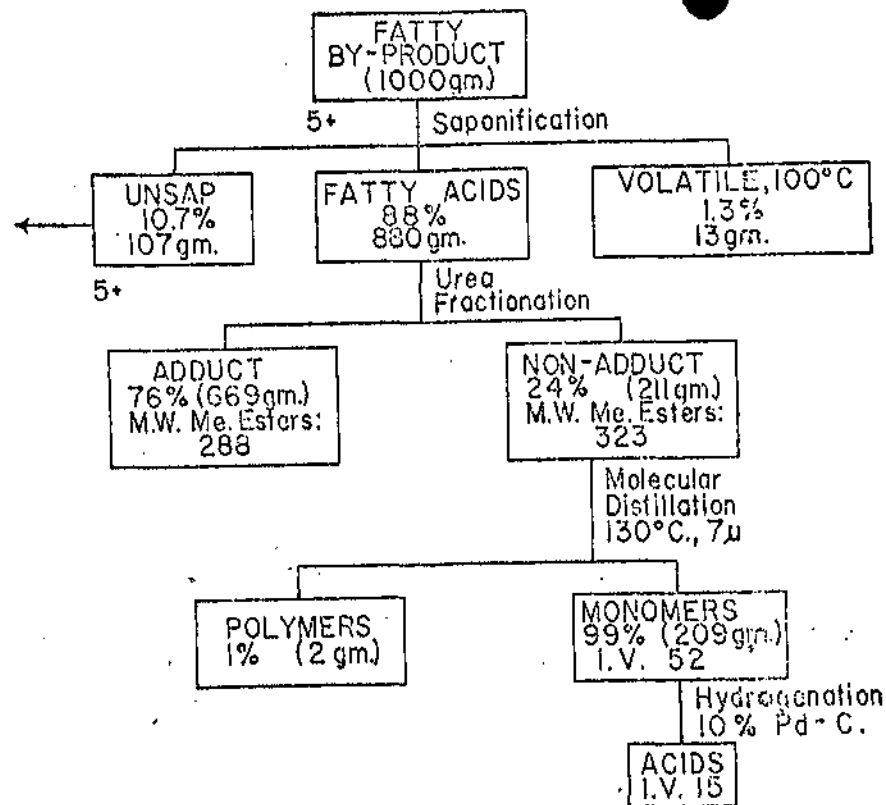 FATTY
BY-PRODUCT
(1000gm.)
5+
Saponification
UNSAP
10.7%
107gm.
FATTY ACIDS
88%
880gm.
VOLATILE, 100°C
1.3%
13gm.
5+
Urea
Fractionation
ADDUCT
76% (669gm.)
M.W. Me. Esters:
288
NON-ADDUCT
24% (211gm.)
M.W. Me. Esters:
323
Molecular
Distillation
130°C., 7μ
POLYMERS
1% (2 gm.)
MONOMERS
99% (209gm.)
I.V. 52
Hydrogenation
10% Pd-C.
ACIDS
I.V. 15